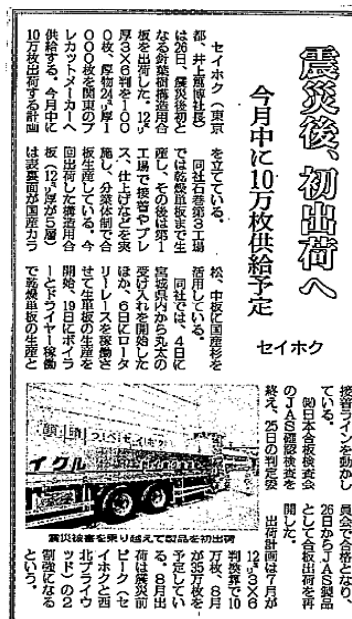 震災後、初出荷へ
今月中に10万枚供給予定
セイホク
セイホク（東京
都、井上篤博社長）
は26日、震災後初と
なる針葉樹構造用合
板を出荷した。12㍉
厚3×6判を100
0枚、厚物24㍉厚1
000枚を関東のプ
レカットメーカーへ
供給する。今月中に
10万枚出荷する計画
を立てている。
同社石巻第3工場
では乾燥単板まで生
産し、その後は第1
工場で接着やプレ
ス、仕上げなどを実
施し、分業体制で合
板生産している。今
回出荷した構造用合
板（12㍉厚が5層）
は表裏面が国産カラ
松、中板に国産杉を
活用している。
同社では、4日に
宮城県内から丸太の
受け入れを開始した
ほか、6日にロータ
リーレースを稼働さ
せて生単板の生産を
開始、19日にボイラ
ーとドライヤー稼働
で乾燥単板の生産と
接着ラインを動かし
ている。
㈶日本合板検査会
のJAS確認検査を
終え、25日の判定委
員会で合格となり、
26日からJAS製品
として合板出荷を再
開した。
出荷計画は7月が
12㍉3×6
判換算で10
万枚、8月
が35万枚を
予定してい
る。8月出
荷は震災前
ピーク（セ
イホクと西
北プライウ
ッド）の2
割強になる
という。
セイホク
イクル
震災被害を乗り越えて製品を初出荷